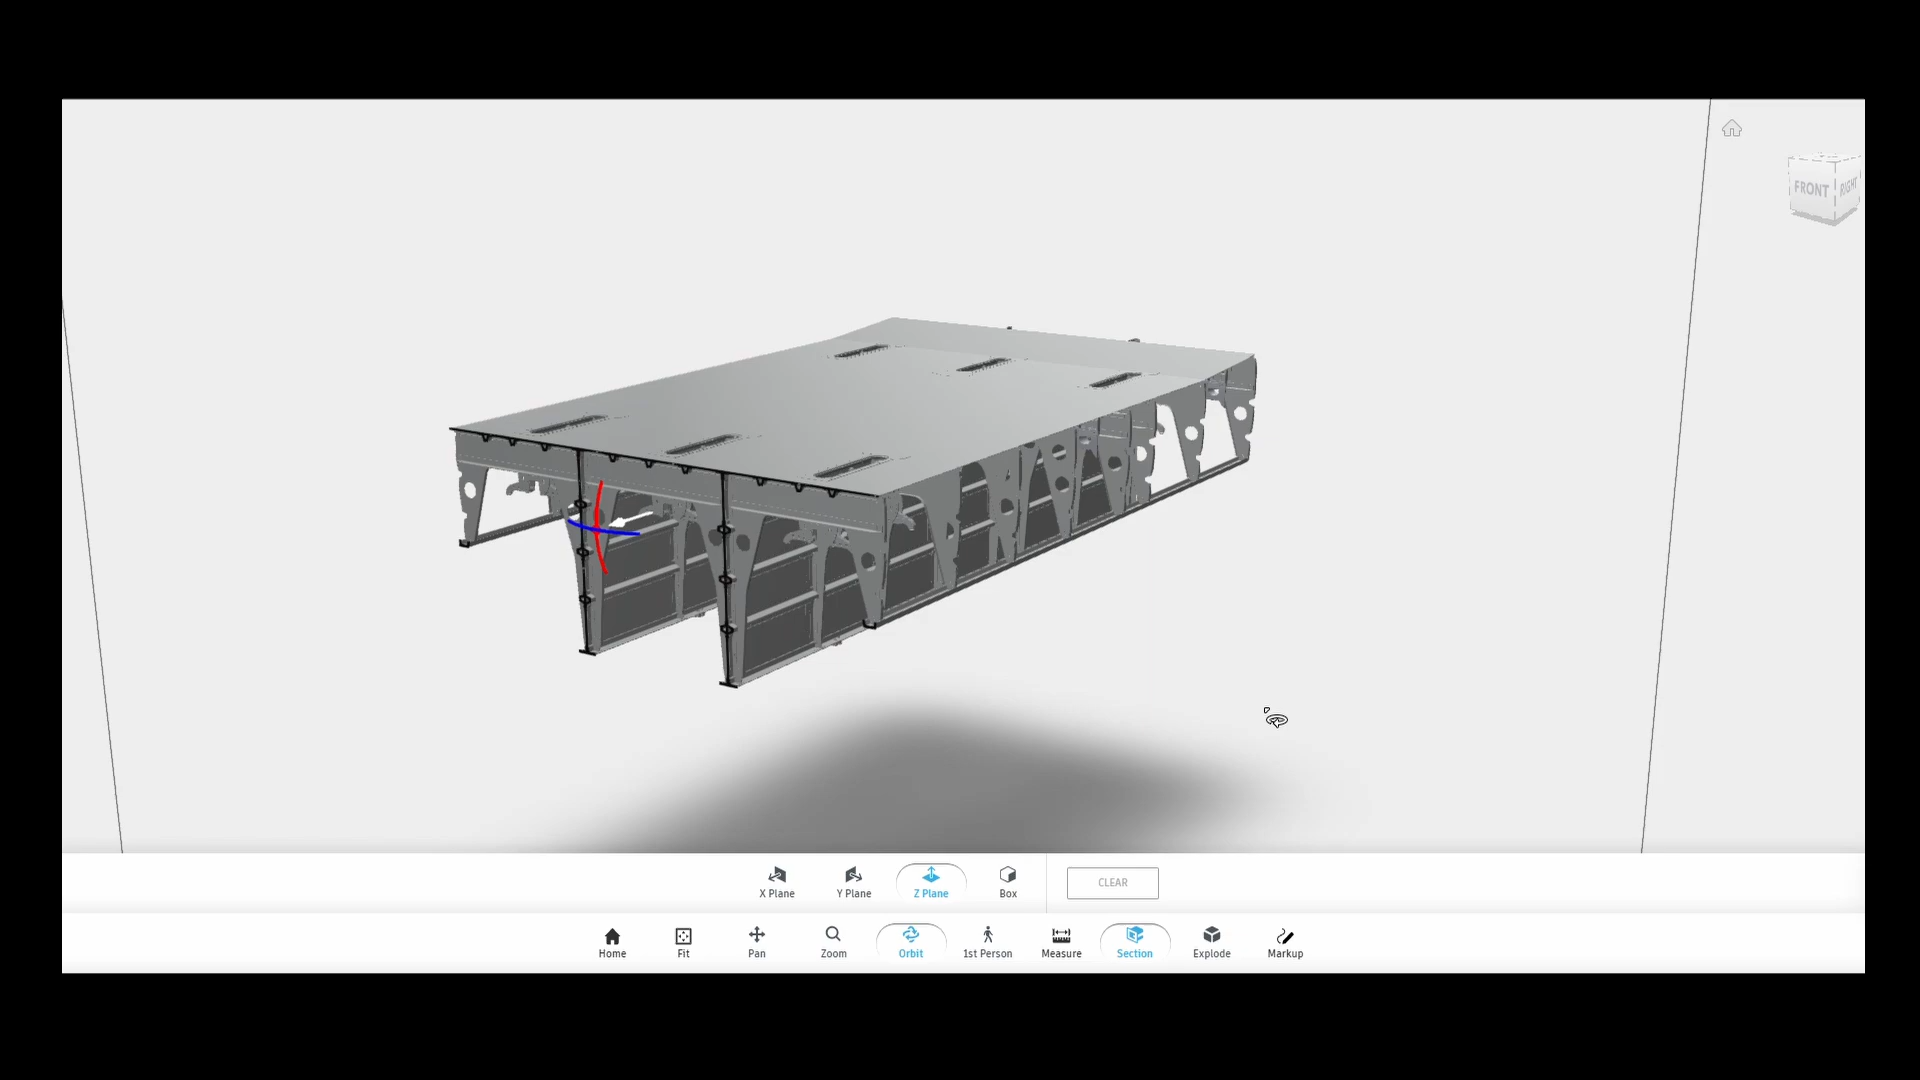 FRONT
RIGHT
X Plane
Y Plane
Z Plane
Box
CLEAR
Home
Fit
Pan
Zoom
Orbit
1st Person
Measure
Section
Explode
Markup